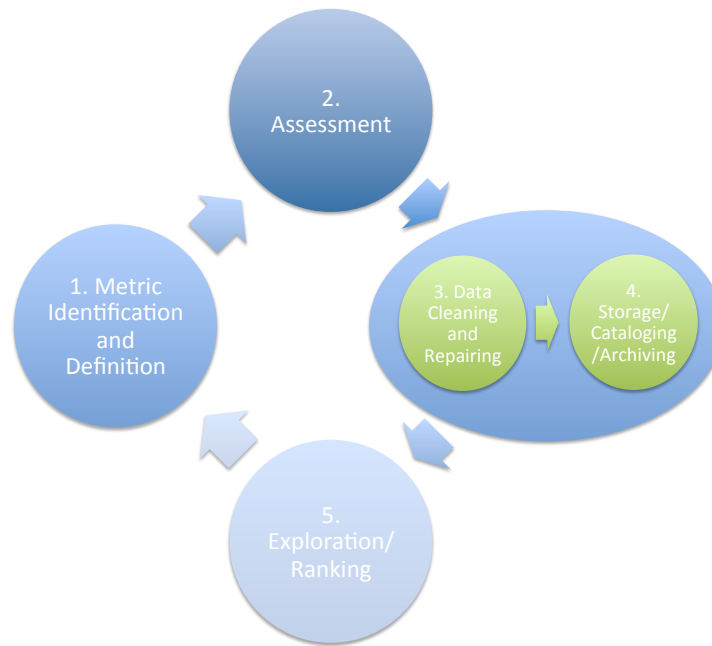 1. Metric
Identification
and
Definition
2.
Assessment
3. Data
Cleaning
and
Repairing
4.
Storage/
Cataloging
/Archiving
5.
Exploration/
Ranking